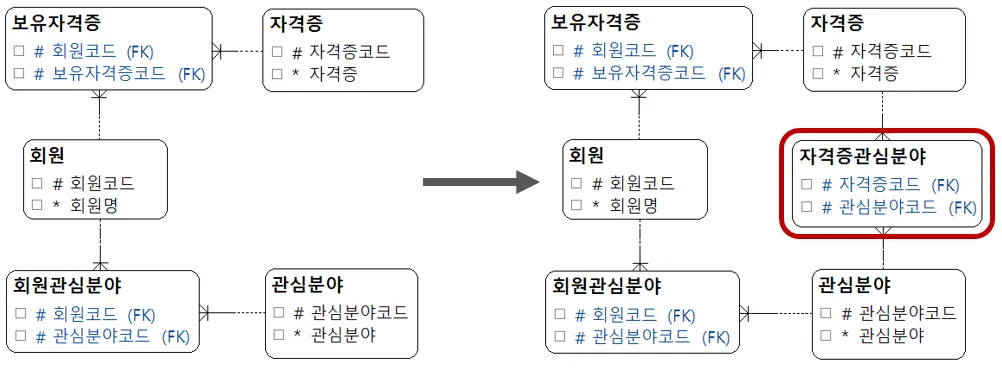 보유자격증
# 회원코드 (FK)
# 보유자격증코드 (FK)
자격증
# 자격증코드
* 자격증
회원
# 회원코드
* 회원명
회원관심분야
# 회원코드 (FK)
# 관심분야코드 (FK)
관심분야
# 관심분야코드
* 관심분야
보유자격증
# 회원코드 (FK)
# 보유자격증코드 (FK)
자격증
# 자격증코드
* 자격증
회원
# 회원코드
* 회원명
자격증관심분야
# 자격증코드 (FK)
# 관심분야코드 (FK)
회원관심분야
# 회원코드 (FK)
# 관심분야코드 (FK)
관심분야
# 관심분야코드
* 관심분야